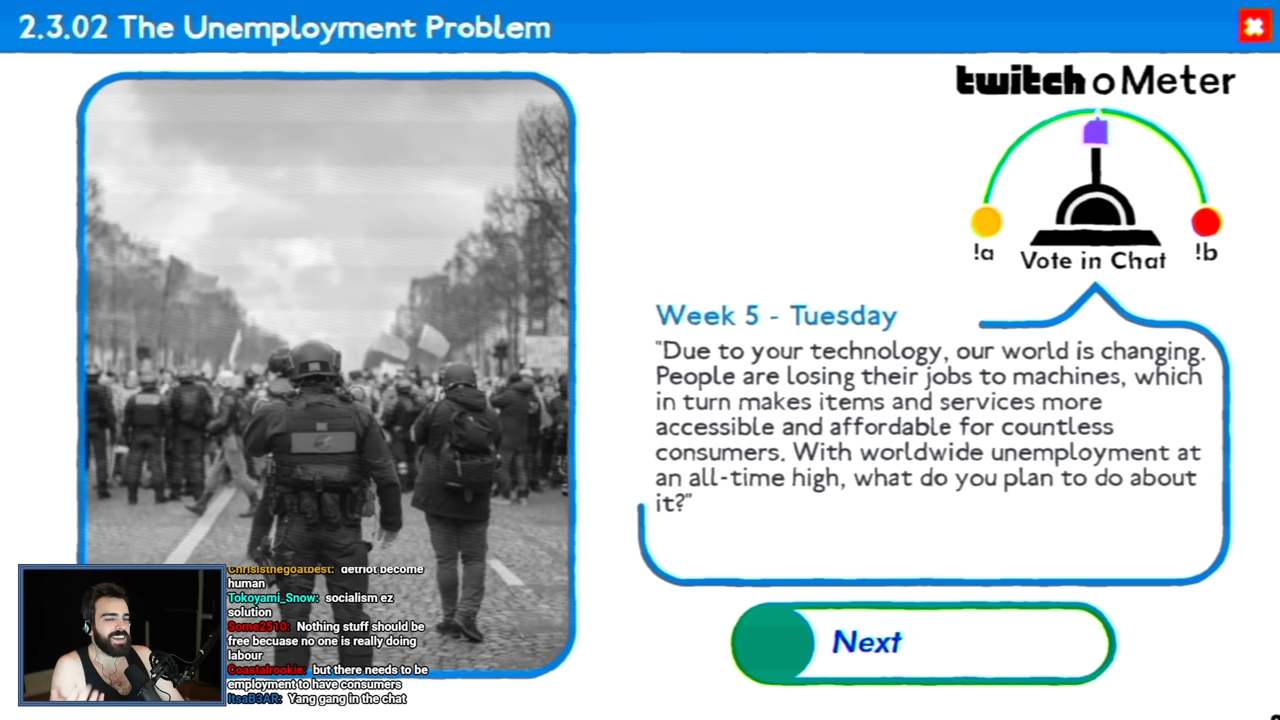 2.3.02 The Unemployment Problem
twitch o Meter
!a
Vote in Chat
!b
Week 5 - Tuesday
"Due to your technology, our world is changing.
People are losing their jobs to machines, which
in turn makes items and services more
accessible and affordable for countless
consumers. With worldwide unemployment at
an all-time high, what do you plan to do about
it?"
Next
Chrisisthegoatbest: detriot become
human
Tokoyami_Snow: socialism ez
solution
Some2510: Nothing stuff should be
free becuase no one is really doing
labour
Coastalrookie: but there needs to be
employment to have consumers
ItsaB3AR: Yang gang in the chat